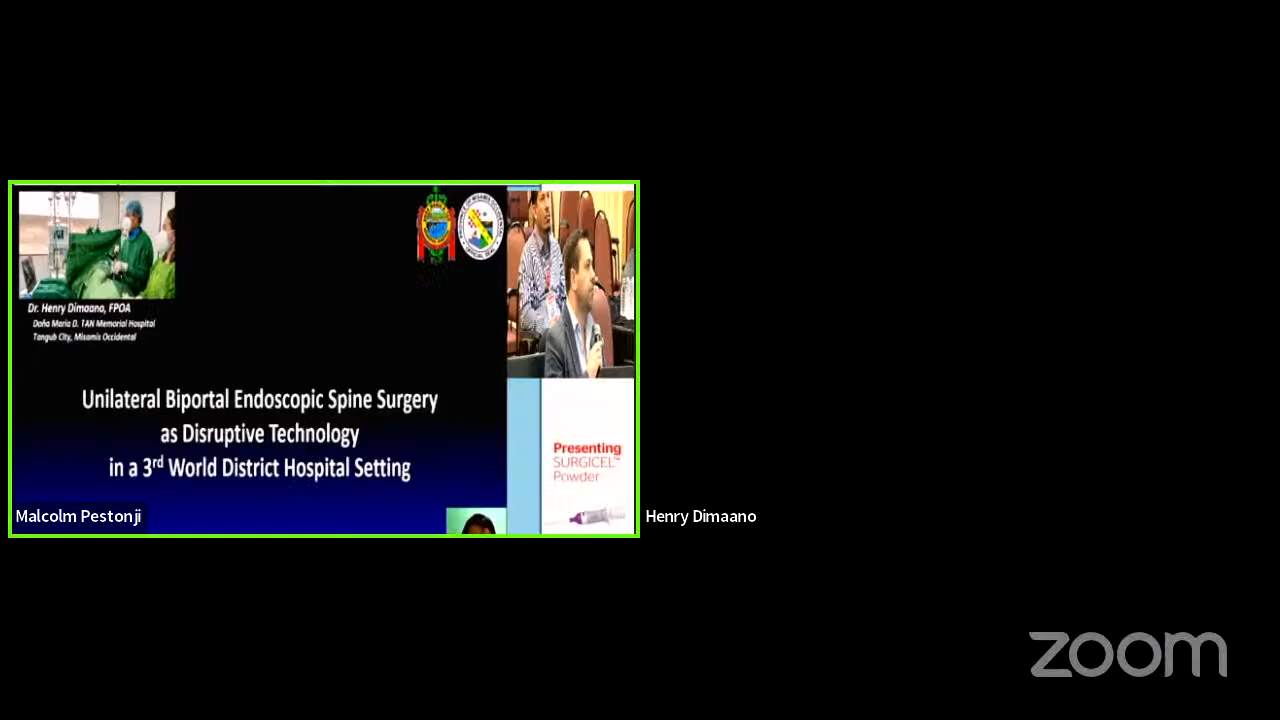 Dr. Henry Dimaano, FPOA
Doña Maria D. TAN Memorial Hospital
Tangub City, Misamis Occidental
Unilateral Biportal Endoscopic Spine Surgery
as Disruptive Technology
in a 3rd World District Hospital Setting
Presenting
SURGICEL™
Powder
Malcolm Pestonji
Henry Dimaano
zoom